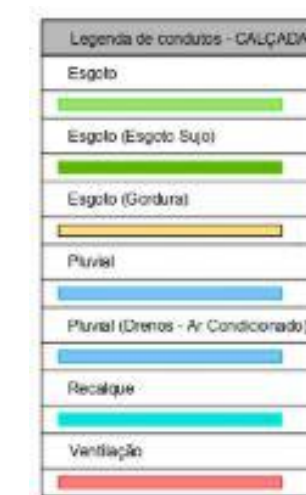 Legenda de condutos - CALÇADA
Esgoto
Esgoto (Esgoto Sujo)
Esgoto (Gordura)
Pluvial
Pluvial (Drenos - Ar Condicionado)
Recalque
Ventilação